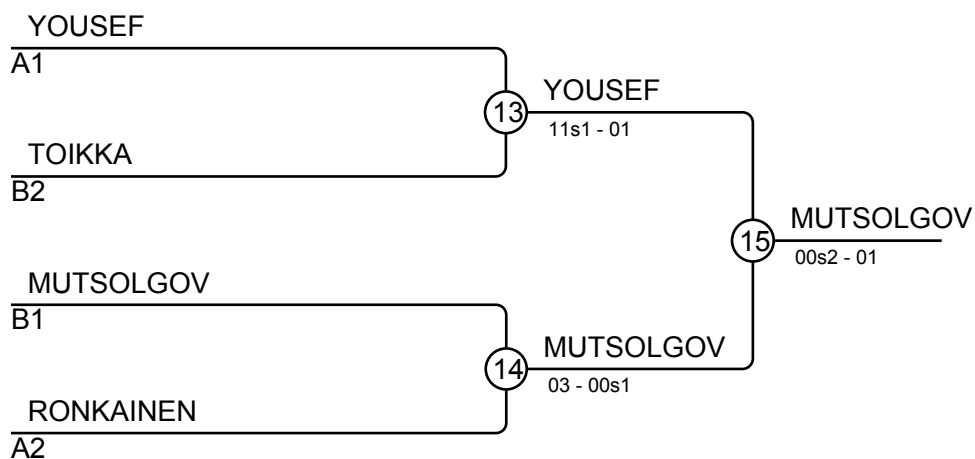 YOUSEF
A1
13
YOUSEF
11s1 - 01
TOIKKA
B2
15
MUTSOLGOV
00s2 - 01
MUTSOLGOV
B1
14
MUTSOLGOV
03 - 00s1
RONKAINEN
A2